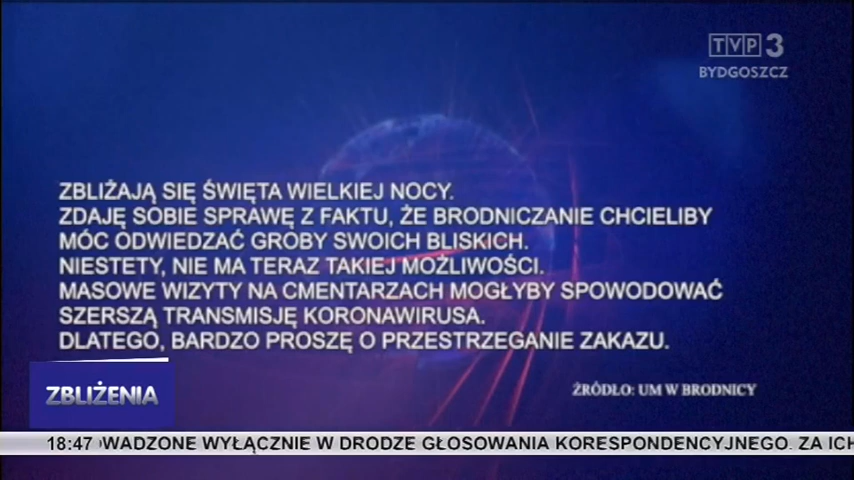 TVP3
BYDGOSZCZ
ZBLIŻAJĄ SIĘ ŚWIĘTA WIELKIEJ NOCY.
ZDAJĘ SOBIE SPRAWĘ Z FAKTU, ŻE BRODNICZANIE CHCIELIBY
MÓC ODWIEDZAĆ GROBY SWOICH BLISKICH.
NIESTETY, NIE MA TERAZ TAKIEJ MOŻLIWOŚCI.
MASOWE WIZYTY NA CMENTARZACH MOGŁYBY SPOWODOWAĆ
SZERSZĄ TRANSMISJĘ KORONAWIRUSA.
DLATEGO, BARDZO PROSZĘ O PRZESTRZEGANIE ZAKAZU.
ŹRÓDŁO: UM W BRODNICY
ZBLIŻENIA
18:47 WADZONE WYŁĄCZNIE W DRODZE GŁOSOWANIA KORESPONDENCYJNEGO. ZA ICH